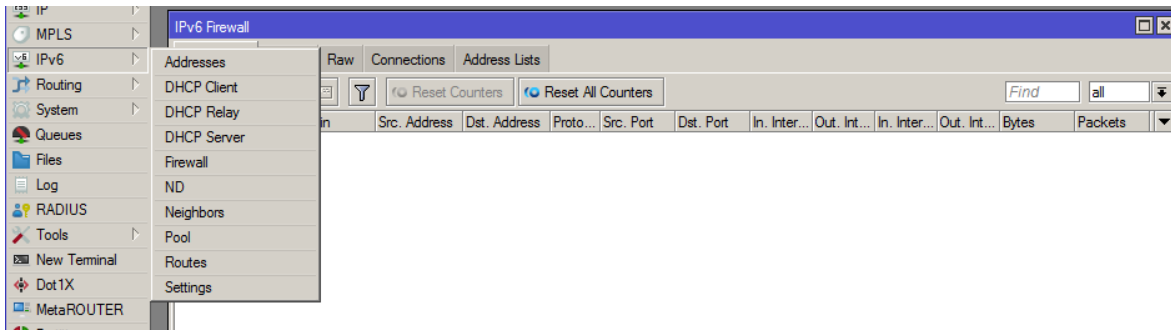 IP
MPLS
IPv6
Routing
System
Queues
Files
Log
RADIUS
Tools
New Terminal
Dot1X
MetaROUTER
Addresses
DHCP Client
DHCP Relay
DHCP Server
Firewall
ND
Neighbors
Pool
Routes
Settings
IPv6 Firewall
Raw Connections Address Lists
Reset Counters Reset All Counters Find all
Src. Address Dst. Address Proto... Src. Port Dst. Port In. Inter... Out. Int... In. Inter... Out. Int... Bytes Packets